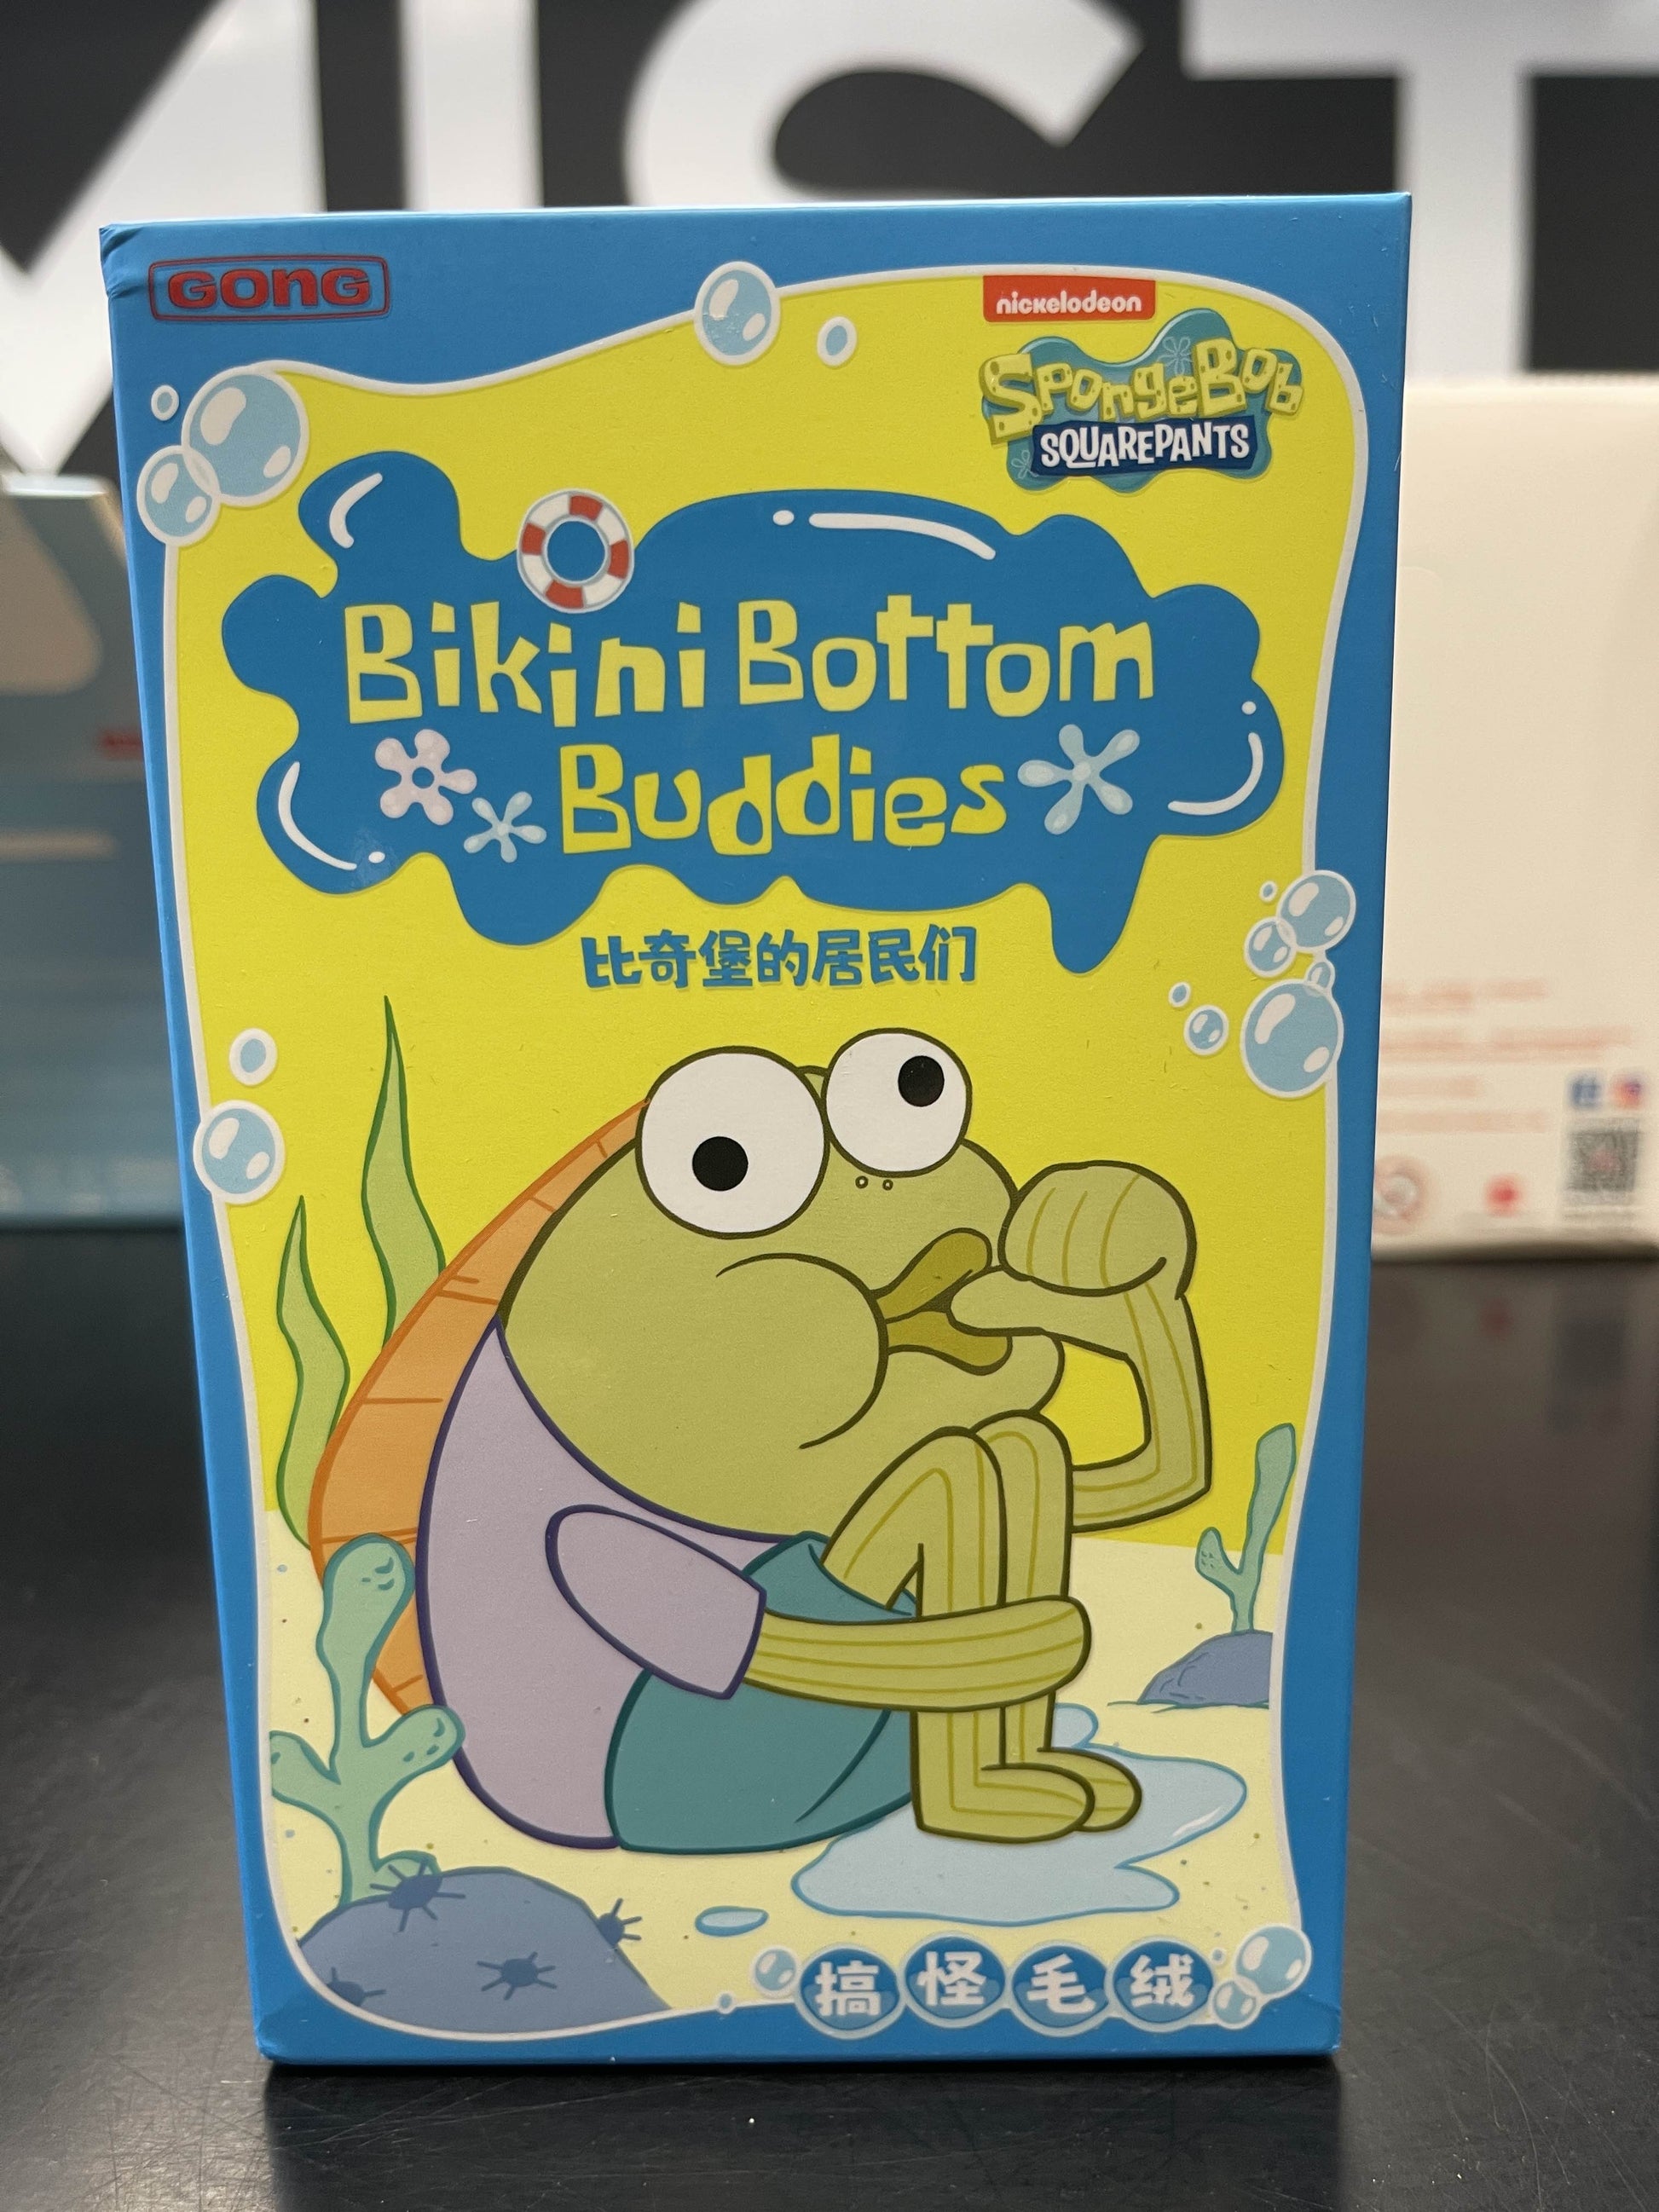 GONG
nickelodeon
SPONGEBOB
SQUAREPANTS
Bikini Bottom
Buddies
比奇堡的居民们
搞怪毛绒